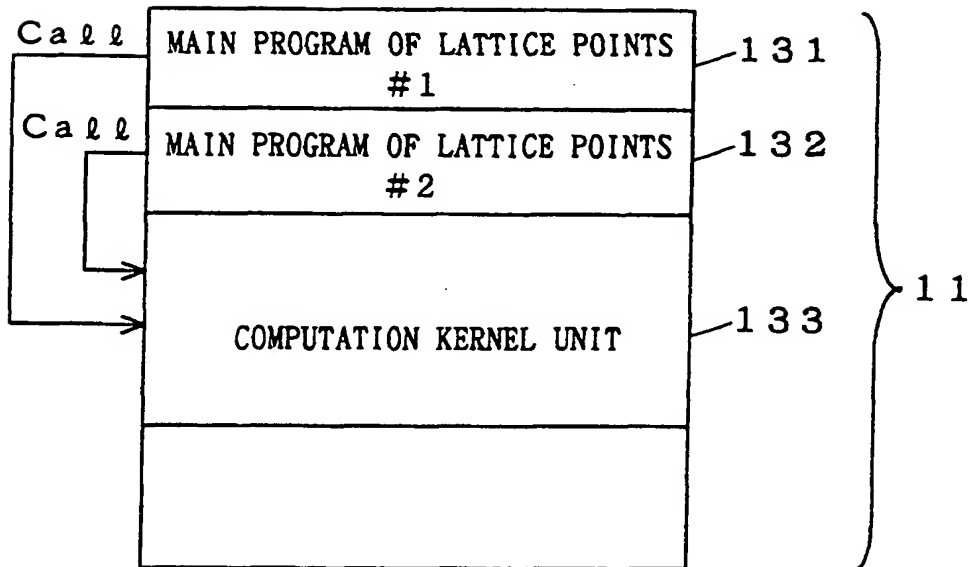 Call
MAIN PROGRAM OF LATTICE POINTS
#1
131
Call
MAIN PROGRAM OF LATTICE POINTS
#2
132
11
COMPUTATION KERNEL UNIT
133